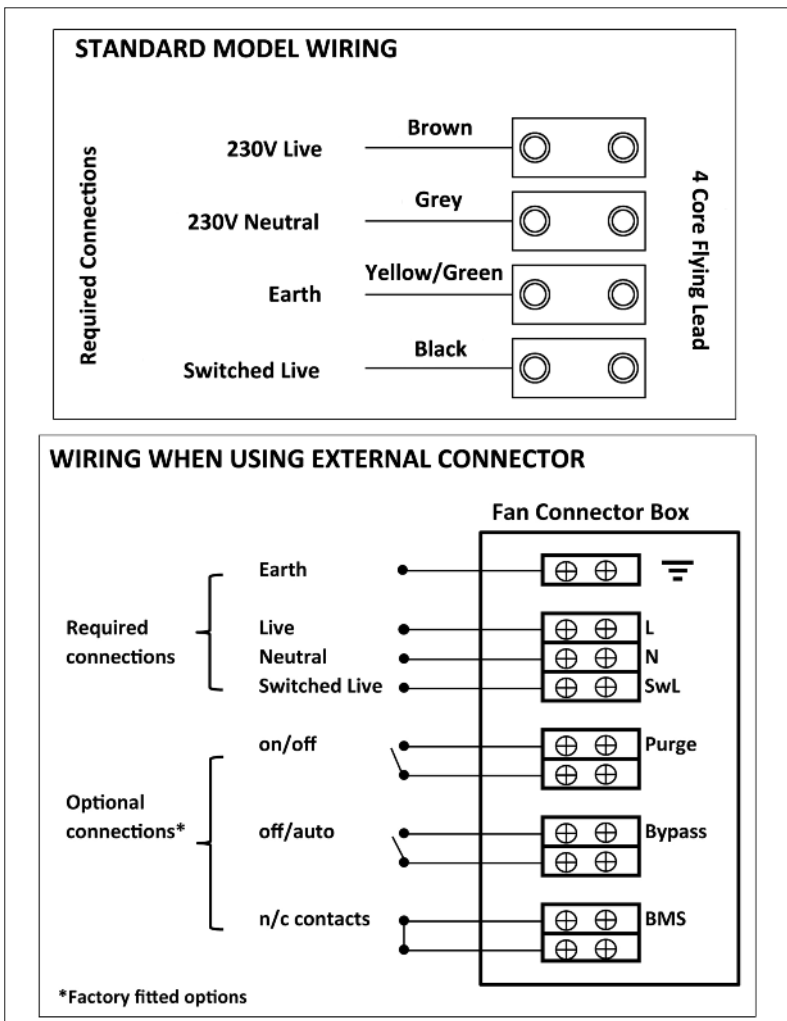 STANDARD MODEL WIRING
Required Connections
230V Live
Brown
230V Neutral
Grey
Earth
Yellow/Green
Switched Live
Black
4 Core Flying Lead
WIRING WHEN USING EXTERNAL CONNECTOR
Fan Connector Box
Required
connections
Earth
Live
L
Neutral
N
Switched Live
SwL
Optional
connections*
on/off
Purge
off/auto
Bypass
n/c contacts
BMS
*Factory fitted options